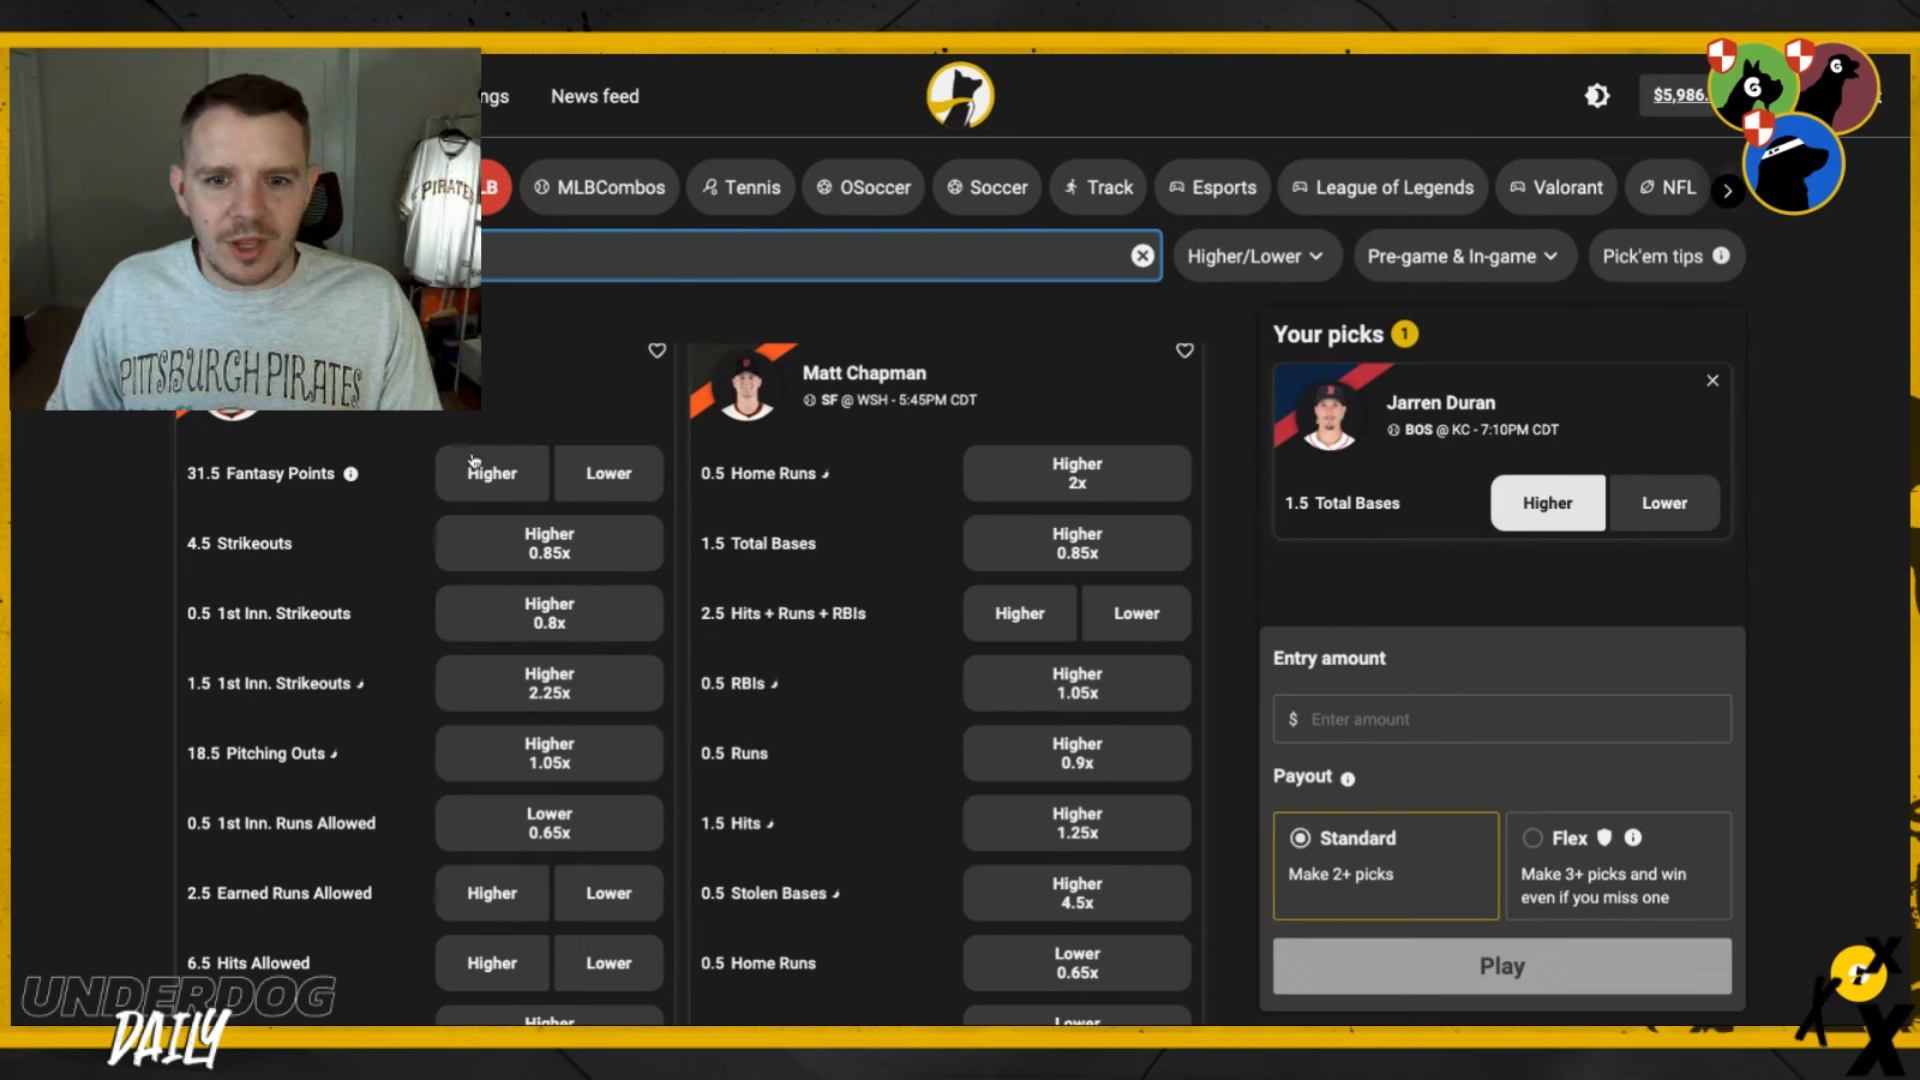 ngs
News feed
$5,986.
LB
MLBCombos
Tennis
OSoccer
Soccer
Track
Esports
League of Legends
Valorant
NFL
Higher/Lower
Pre-game & In-game
Pick'em tips
PIRATE
PITTSBURGH PIRATES
31.5 Fantasy Points
Higher
Lower
4.5 Strikeouts
Higher
0.85x
0.5 1st Inn. Strikeouts
Higher
0.8x
1.5 1st Inn. Strikeouts
Higher
2.25x
18.5 Pitching Outs
Higher
1.05x
0.5 1st Inn. Runs Allowed
Lower
0.65x
2.5 Earned Runs Allowed
Higher
Lower
6.5 Hits Allowed
Higher
Lower
Higher
Matt Chapman
SF @ WSH - 5:45PM CDT
0.5 Home Runs
Higher
2x
1.5 Total Bases
Higher
0.85x
2.5 Hits + Runs + RBIs
Higher
Lower
0.5 RBIs
Higher
1.05x
0.5 Runs
Higher
0.9x
1.5 Hits
Higher
1.25x
0.5 Stolen Bases
Higher
4.5x
0.5 Home Runs
Lower
0.65x
Lower
Your picks 1
Jarren Duran
BOS @ KC - 7:10PM CDT
1.5 Total Bases
Higher
Lower
Entry amount
$ Enter amount
Payout
Standard
Make 2+ picks
Flex
Make 3+ picks and win
even if you miss one
Play
UNDERDOG
DAILY